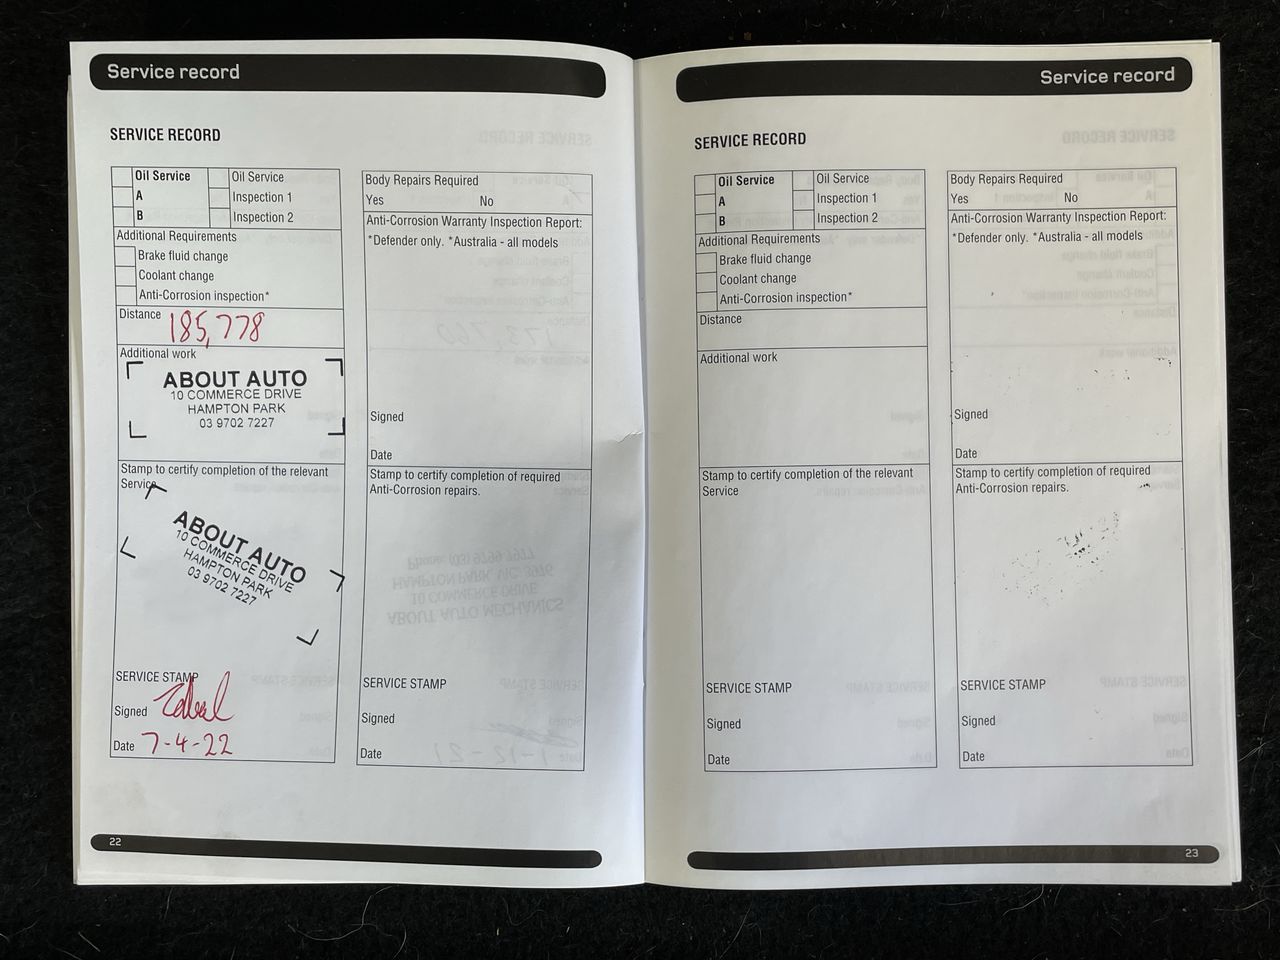 Service record
SERVICE RECORD
Oil Service
A
B
Oil Service
Inspection 1
Inspection 2
Additional Requirements
Brake fluid change
Coolant change
Anti-Corrosion inspection*
Distance 185,778
Additional work
ABOUT AUTO
10 COMMERCE DRIVE
HAMPTON PARK
03 9702 7227
Stamp to certify completion of the relevant
Service
ABOUT AUTO
10 COMMERCE DRIVE
HAMPTON PARK
03 9702 7227
SERVICE STAMP
Signed
Date 7-4-22
Body Repairs Required
Yes No
Anti-Corrosion Warranty Inspection Report:
*Defender only. *Australia - all models
Signed
Date
Stamp to certify completion of required
Anti-Corrosion repairs.
SERVICE STAMP
Signed
Date
22
Service record
SERVICE RECORD
Oil Service
A
B
Oil Service
Inspection 1
Inspection 2
Additional Requirements
Brake fluid change
Coolant change
Anti-Corrosion inspection*
Distance
Additional work
Stamp to certify completion of the relevant
Service
SERVICE STAMP
Signed
Date
Body Repairs Required
Yes No
Anti-Corrosion Warranty Inspection Report:
*Defender only. *Australia - all models
Signed
Date
Stamp to certify completion of required
Anti-Corrosion repairs.
SERVICE STAMP
Signed
Date
23